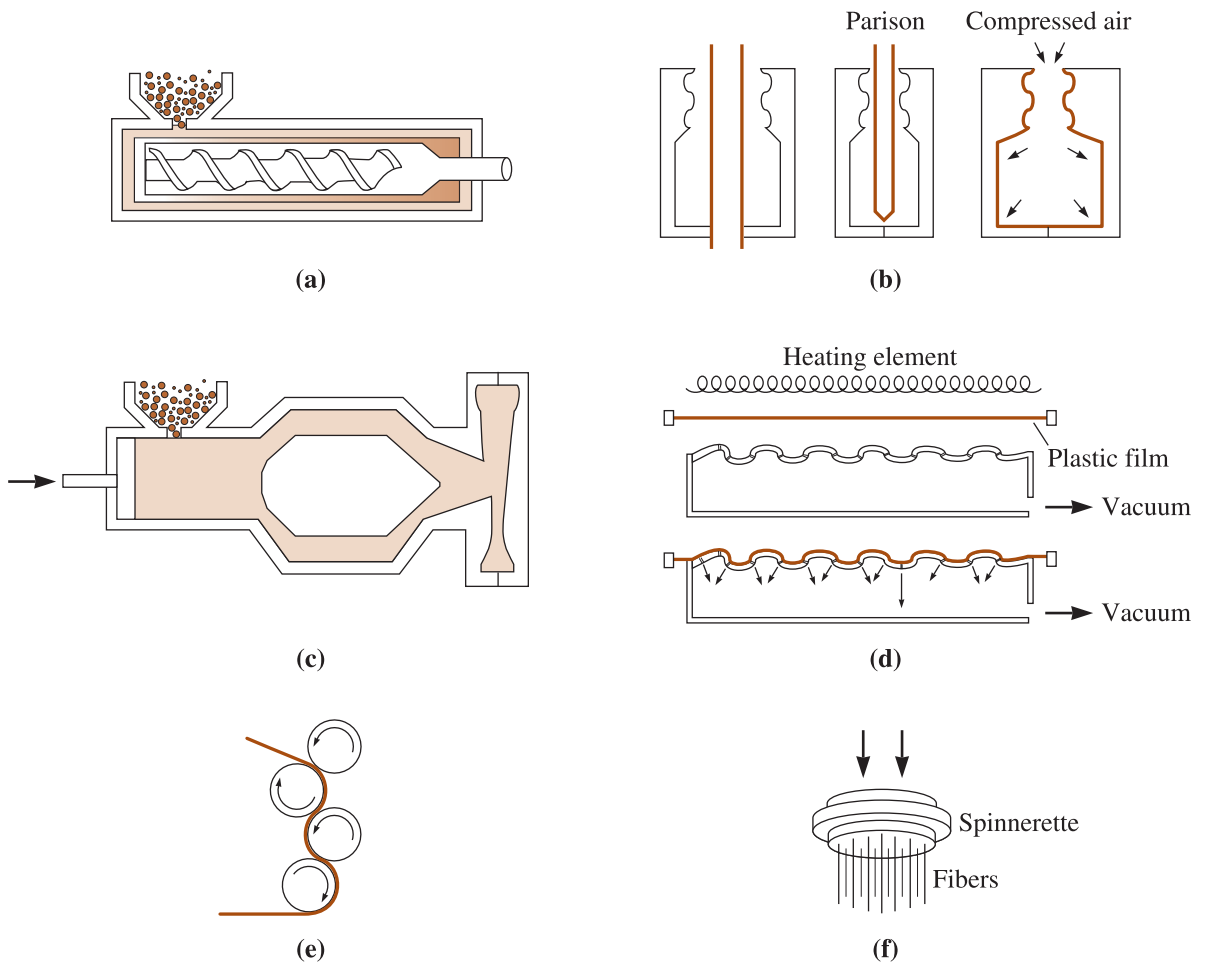 Parison
Compressed air
(a)
(b)
Heating element
Plastic film
Vacuum
Vacuum
(c)
(d)
Spinnerette
Fibers
(e)
(f)